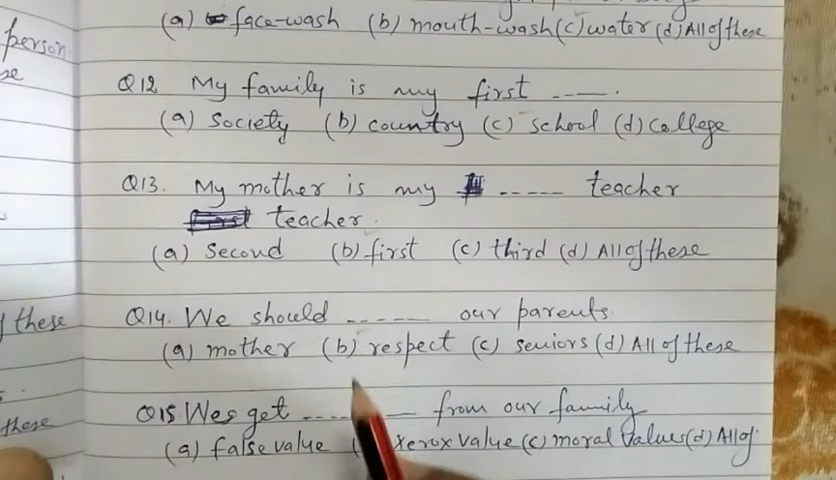 person.
se
these
these
(a) face-wash (b) mouth-wash (c) water (d) All of these
Q12 My family is my first ----.
(a) Society (b) country (c) school (d) college
Q13. My mother is my ----- teacher
teacher.
(a) Second (b) first (c) third (d) All of these
Q14. We should ----- our parents.
(a) mother (b) respect (c) seniors (d) All of these
Q15 Wes get ---- from our family
(a) false value xerox value (c) moral values (d) All of